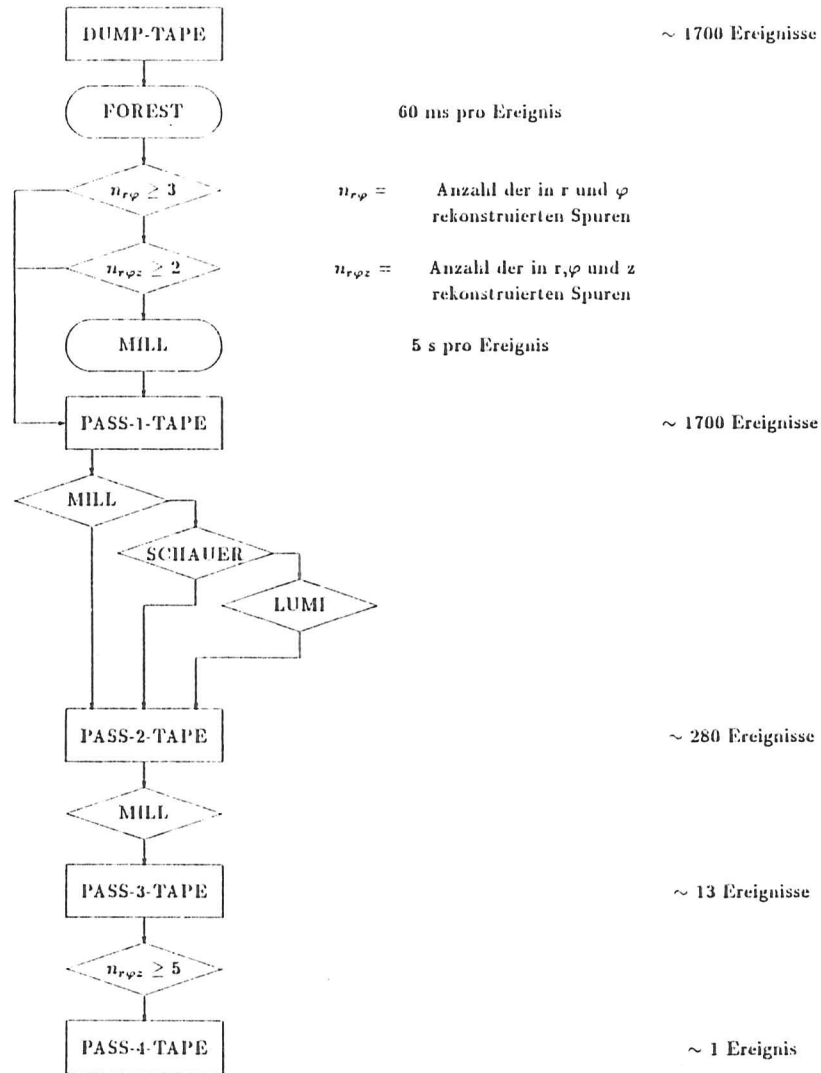 DUMP-TAPE ~ 1700 Ereignisse
FOREST 60 ms pro Ereignis
n_{rφ} ≥ 3 n_{rφ} = Anzahl der in r und φ
rekonstruierten Spuren
n_{rφz} ≥ 2 n_{rφz} = Anzahl der in r,φ und z
rekonstruierten Spuren
MILL 5 s pro Ereignis
PASS-1-TAPE ~ 1700 Ereignisse
MILL
SCHAUER
LUMI
PASS-2-TAPE ~ 280 Ereignisse
MILL
PASS-3-TAPE ~ 13 Ereignisse
n_{rφz} ≥ 5
PASS-4-TAPE ~ 1 Ereignis